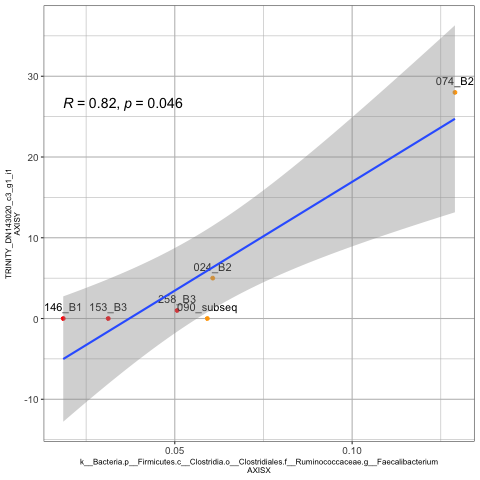 R = 0.82, p = 0.046
074_B2
024_B2
258_B3
090_subseq
146_B1
153_B3
30
20
10
0
-10
0.05
0.10
TRINITY_DN143020_c3_g1_i1
AXISY
k__Bacteria.p__Firmicutes.c__Clostridia.o__Clostridiales.f__Ruminococcaceae.g__Faecalibacterium
AXISX